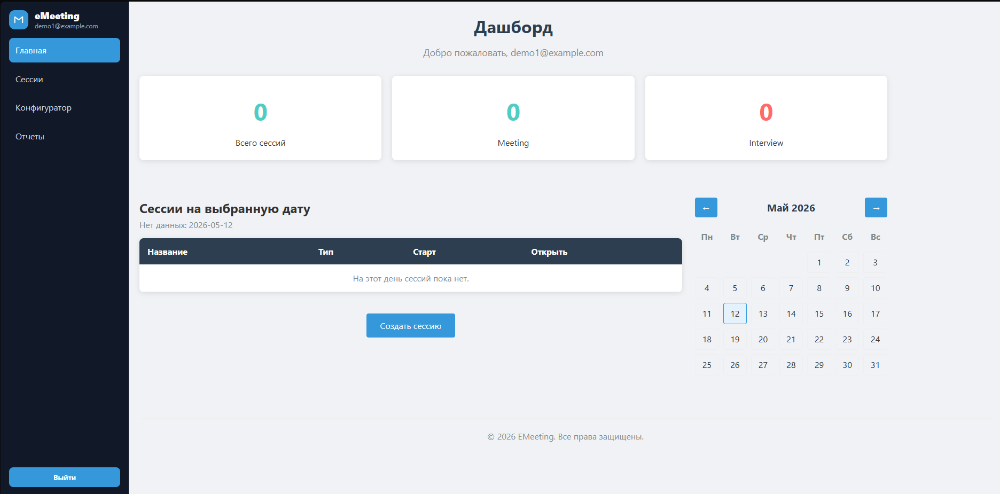 eMeeting
demo1@example.com
Главная
Сессии
Конфигуратор
Отчеты
Выйти
Дашборд
Добро пожаловать, demo1@example.com
0
Всего сессий
0
Meeting
0
Interview
Сессии на выбранную дату
Нет данных: 2026-05-12
Название Тип Старт Открыть
На этот день сессий пока нет.
Создать сессию
← Май 2026 →
Пн Вт Ср Чт Пт Сб Вс
1 2 3
4 5 6 7 8 9 10
11 12 13 14 15 16 17
18 19 20 21 22 23 24
25 26 27 28 29 30 31
© 2026 EMeeting. Все права защищены.